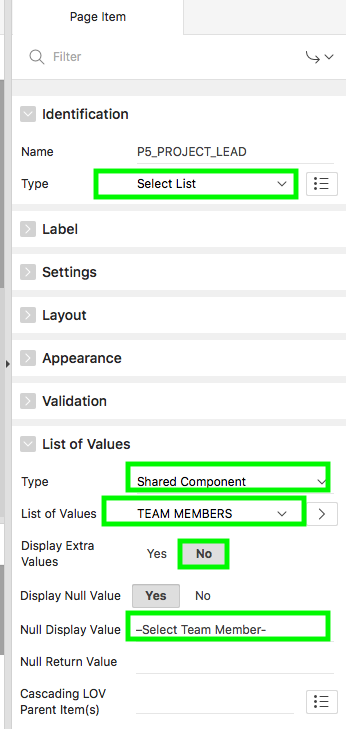 Page Item
Filter
Identification
Name P5_PROJECT_LEAD
Type Select List
Label
Settings
Layout
Appearance
Validation
List of Values
Type Shared Component
List of Values TEAM MEMBERS
Display Extra
Values Yes No
Display Null Value Yes No
Null Display Value –Select Team Member-
Null Return Value
Cascading LOV
Parent Item(s)